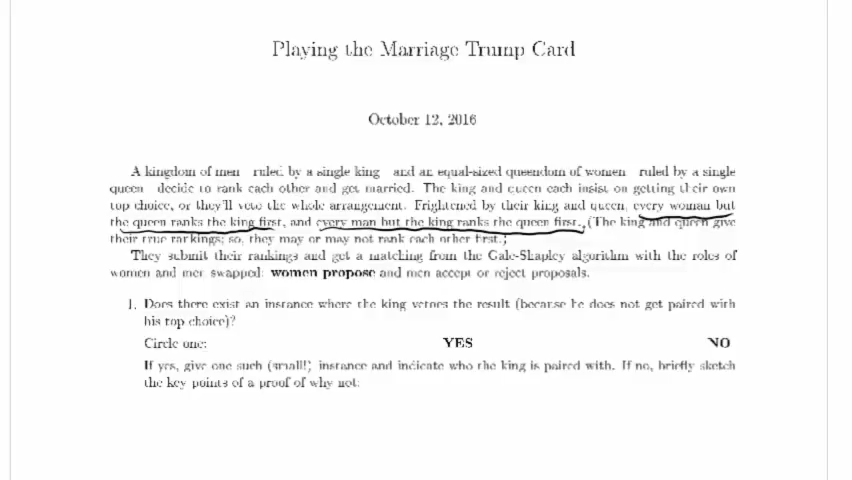 Playing the Marriage Trump Card
October 12, 2016
A kingdom of men ruled by a single king and an equal-sized queendom of women ruled by a single
queen decide to rank each other and get married. The king and queen each insist on getting their own
top choice, or they'll veto the whole arrangement. Frightened by their king and queen, every woman but
the queen ranks the king first, and every man but the king ranks the queen first. (The king and queen give
their true rankings; so, they may or may not rank each other first.)
They submit their rankings and get a matching from the Gale-Shapley algorithm with the roles of
women and men swapped: women propose and men accept or reject proposals.
1. Does there exist an instance where the king vetoes the result (because he does not get paired with
his top choice)?
Circle one: YES NO
If yes, give one such (small!) instance and indicate who the king is paired with. If no, briefly sketch
the key points of a proof of why not: